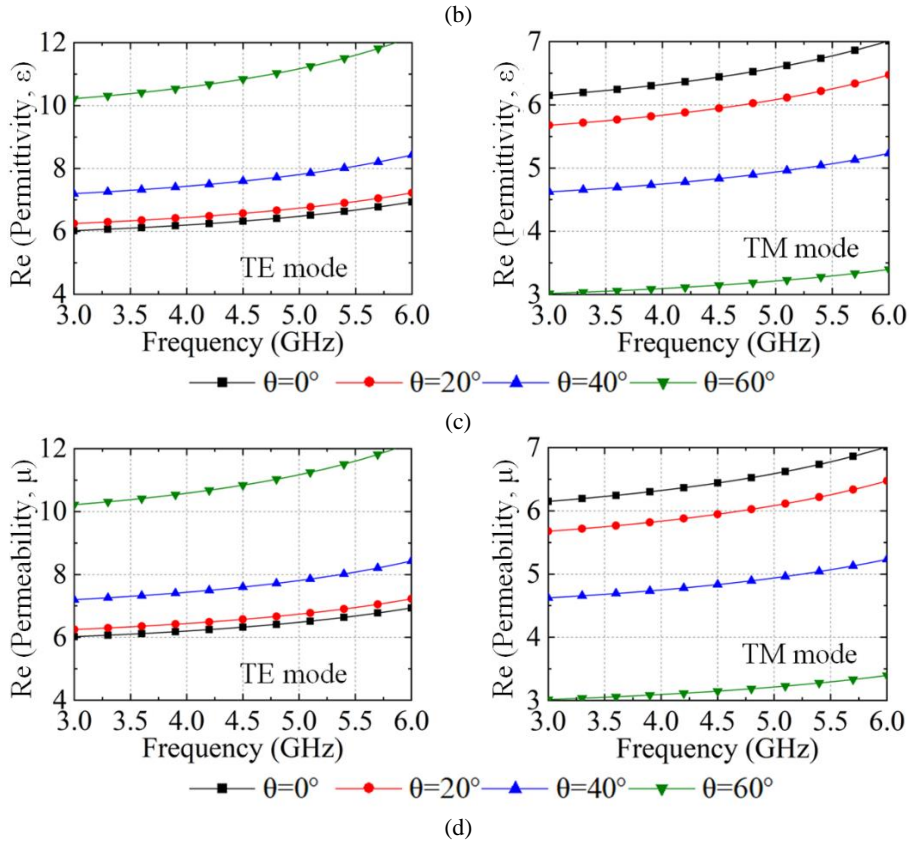 (b)
Re (Permittivity, ε)
12
10
8
6
4
TE mode
3.0 3.5 4.0 4.5 5.0 5.5 6.0
Frequency (GHz)
Re (Permittivity, ε)
7
6
5
4
3
TM mode
3.0 3.5 4.0 4.5 5.0 5.5 6.0
Frequency (GHz)
θ=0° θ=20° θ=40° θ=60°
(c)
Re (Permeability, μ)
12
10
8
6
4
TE mode
3.0 3.5 4.0 4.5 5.0 5.5 6.0
Frequency (GHz)
Re (Permeability, μ)
7
6
5
4
3
TM mode
3.0 3.5 4.0 4.5 5.0 5.5 6.0
Frequency (GHz)
θ=0° θ=20° θ=40° θ=60°
(d)